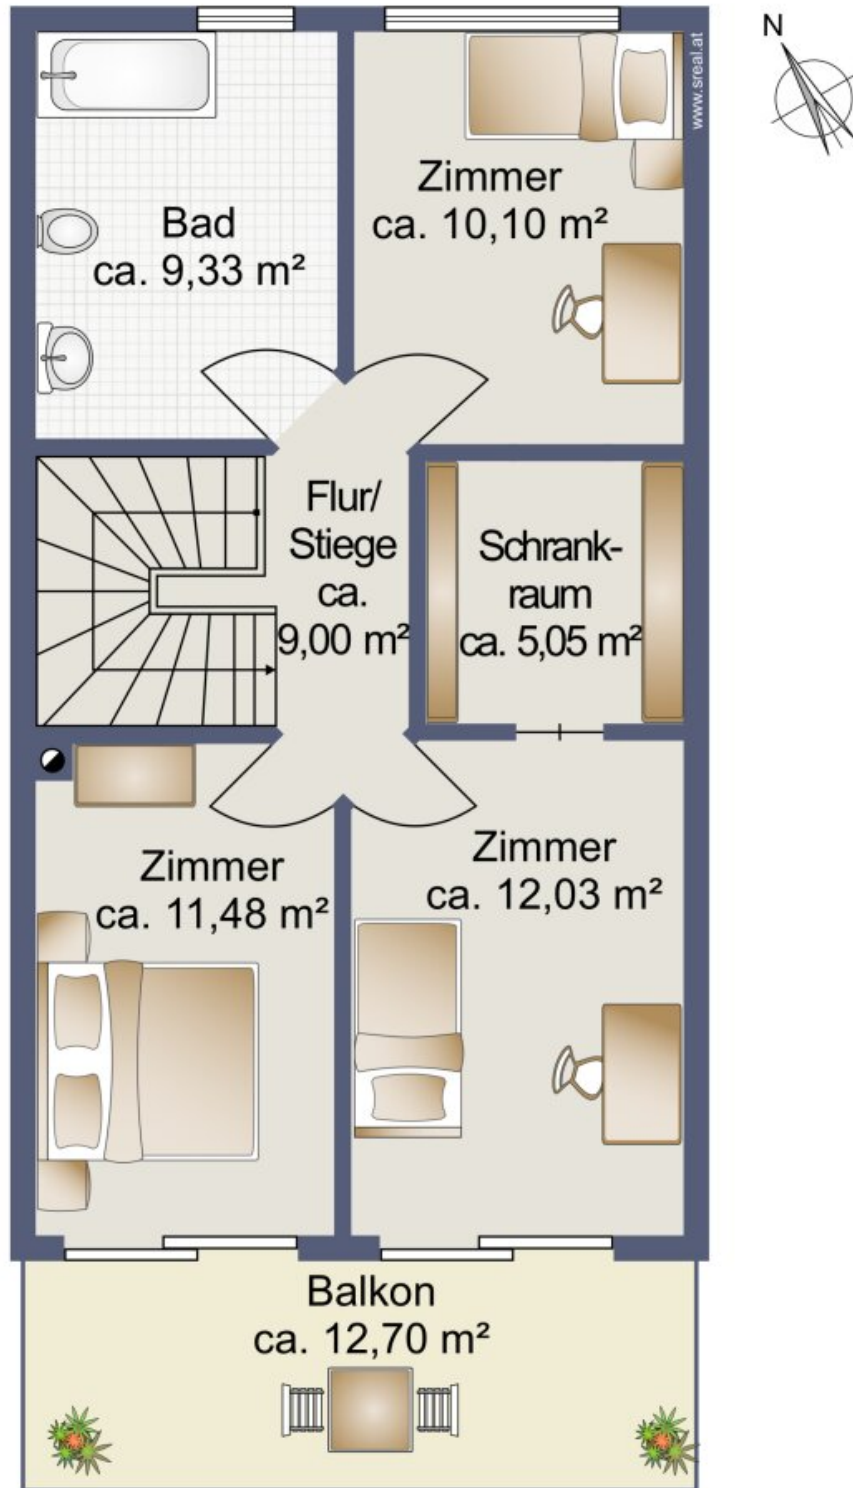 N
www.sreal.at
Zimmer
ca. 10,10 m²
Bad
ca. 9,33 m²
Flur/
Stiege
ca.
9,00 m²
Schrank-
raum
ca. 5,05 m²
Zimmer
ca. 11,48 m²
Zimmer
ca. 12,03 m²
Balkon
ca. 12,70 m²